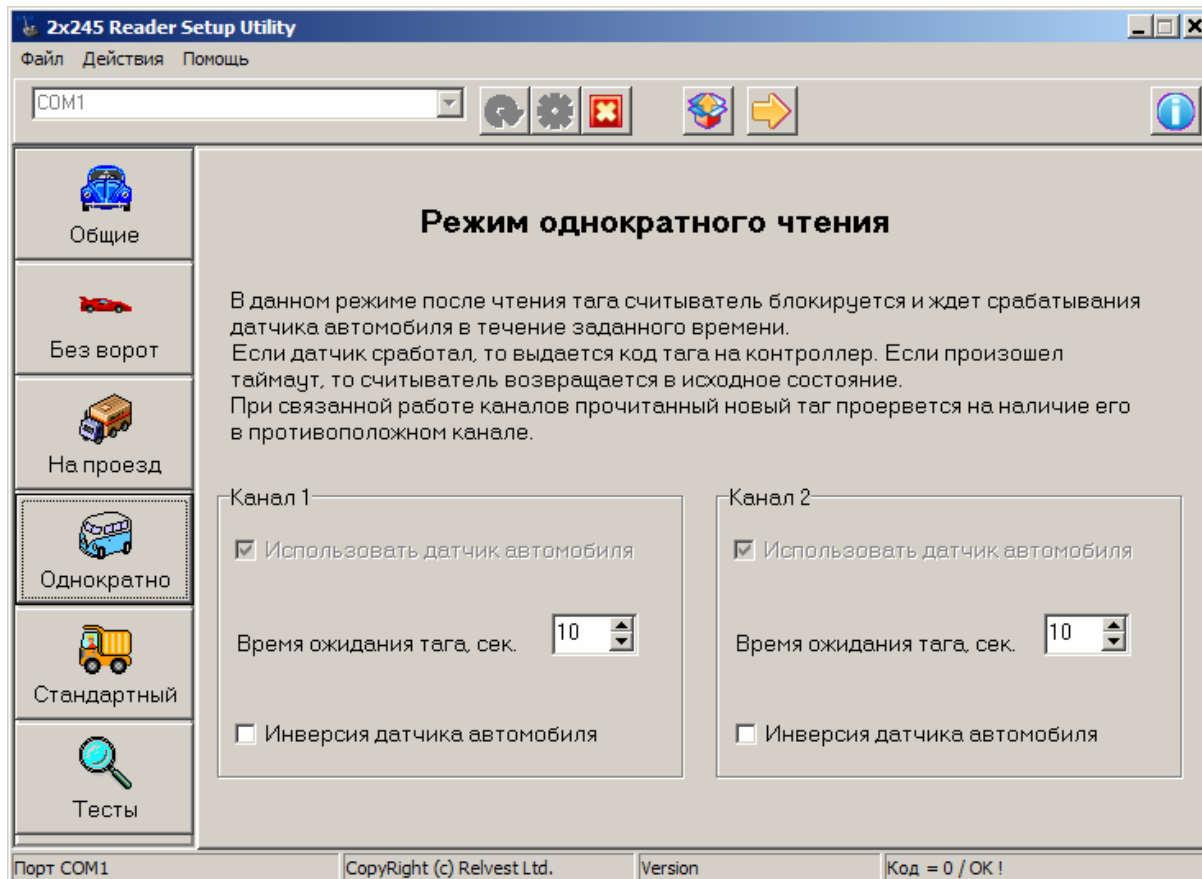 2x245 Reader Setup Utility
Файл Действия Помощь
COM1
Общие
Без ворот
На проезд
Однократно
Стандартный
Тесты
Режим однократного чтения
В данном режиме после чтения тага считыватель блокируется и ждет срабатывания
датчика автомобиля в течение заданного времени.
Если датчик сработал, то выдается код тага на контроллер. Если произошел
таймаут, то считыватель возвращается в исходное состояние.
При связанной работе каналов прочитанный новый таг проервется на наличие его
в противоположном канале.
Канал 1
Использовать датчик автомобиля
Время ожидания тага, сек. 10
Инверсия датчика автомобиля
Канал 2
Использовать датчик автомобиля
Время ожидания тага, сек. 10
Инверсия датчика автомобиля
Порт COM1 CopyRight (c) Relvest Ltd. Version Код = 0 / OK !